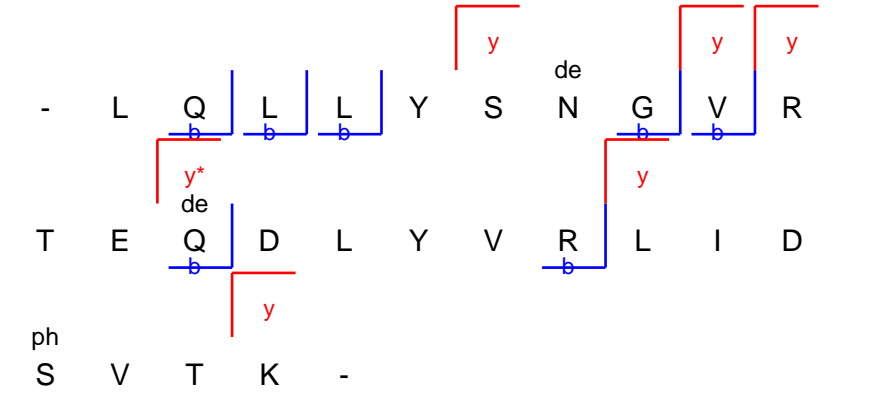 y y y
de
- L Q L L Y S N G V R
b b b b b
y* y
de
T E Q D L Y V R L I D
b b
y
ph
S V T K -